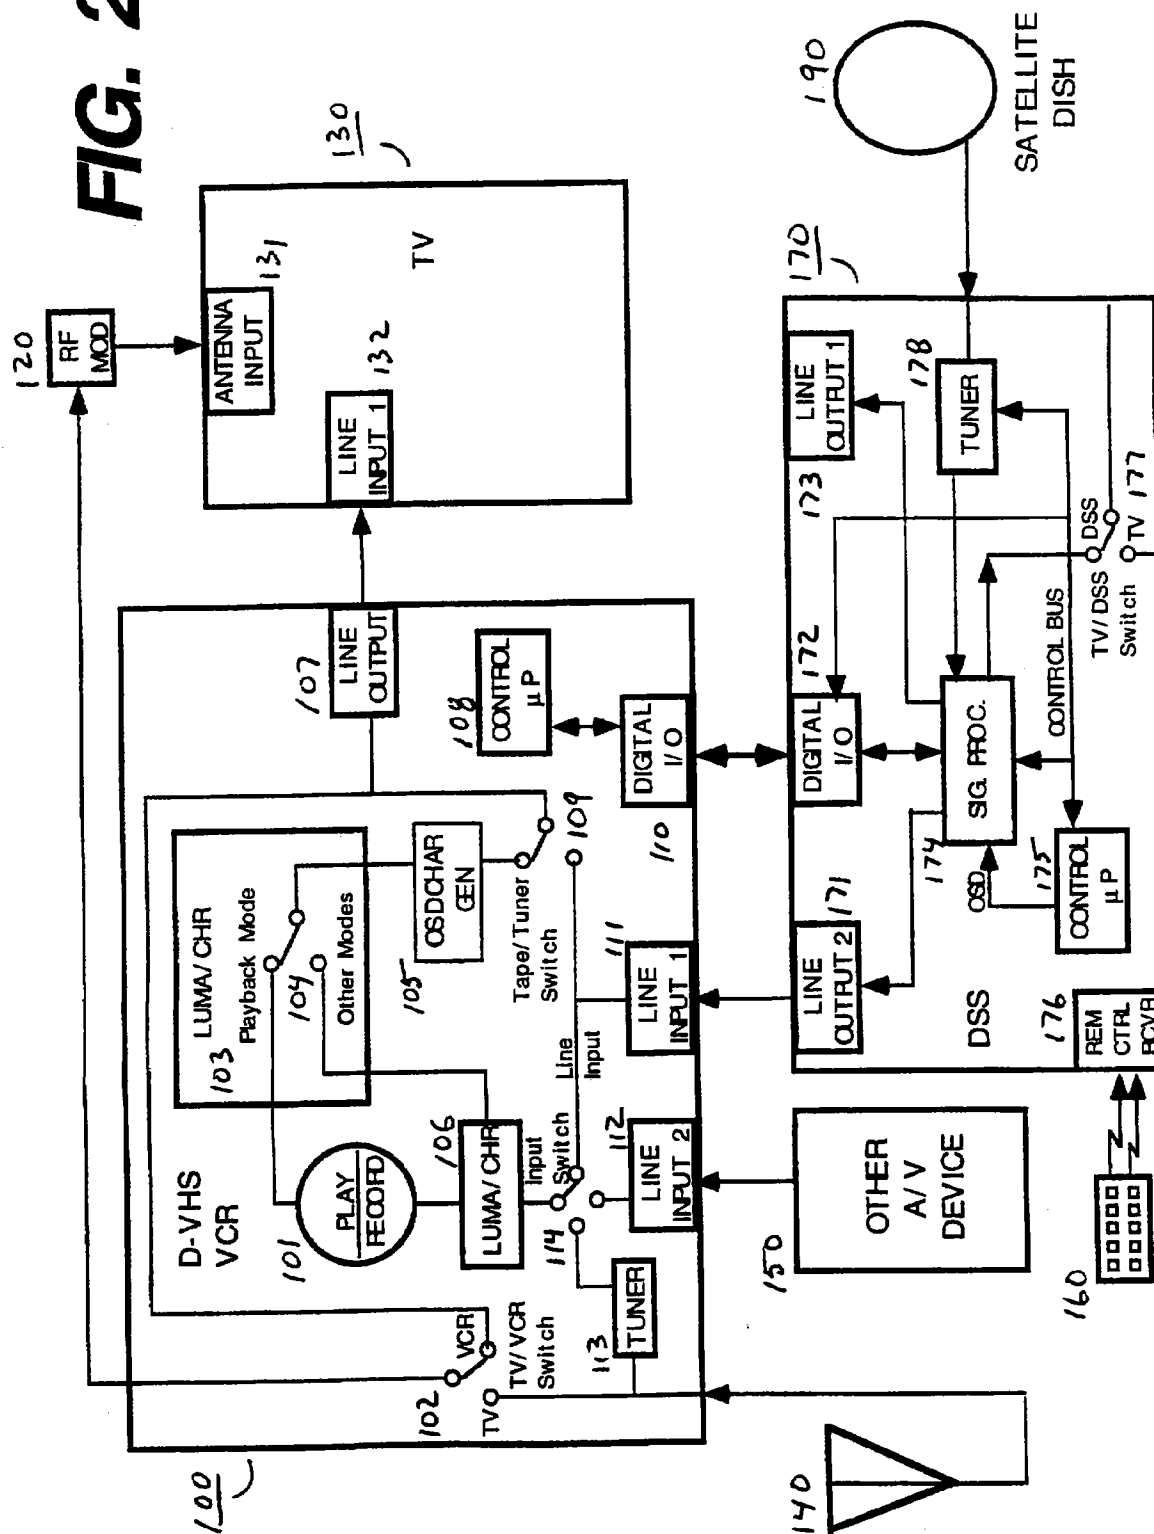 FIG. 2
120
RF
MOD
130
ANTENNA
INPUT
131
TV
LINE
INPUT 1
132
190
SATELLITE
DISH
100
D-VHS
VCR
101
PLAY
RECORD
102
VCR
TV
TV/VCR
Switch
LUMA/CHR
103
Playback Mode
104
Other Modes
105
OSDCHAR
GEN
106
LUMA/CHR
107
LINE
OUTPUT
108
CONTROL
µP
Tape/Tuner
Switch
109
DIGITAL
I/O
110
111
LINE
INPUT 1
Line
Input
Input
Switch
112
LINE
INPUT 2
113
TUNER
114
140
150
OTHER
A/V
DEVICE
160
170
DSS
171
LINE
OUTPUT 2
172
DIGITAL
I/O
173
LINE
OUTPUT 1
174
SIG. PROC.
OSD
175
CONTROL
µP
176
REM
CTRL
RCVR
178
TUNER
CONTROL BUS
TV/DSS
Switch
DSS
TV
177